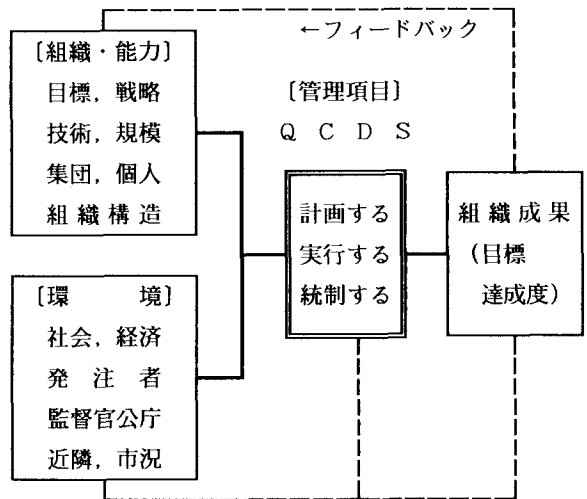 ←フィードバック
〔組織・能力〕
目標，戦略
技術，規模
集団，個人
組織構造
〔管理項目〕
Q C D S
計画する
実行する
統制する
組織成果
（目標
達成度）
〔環 境〕
社会，経済
発注者
監督官公庁
近隣，市況